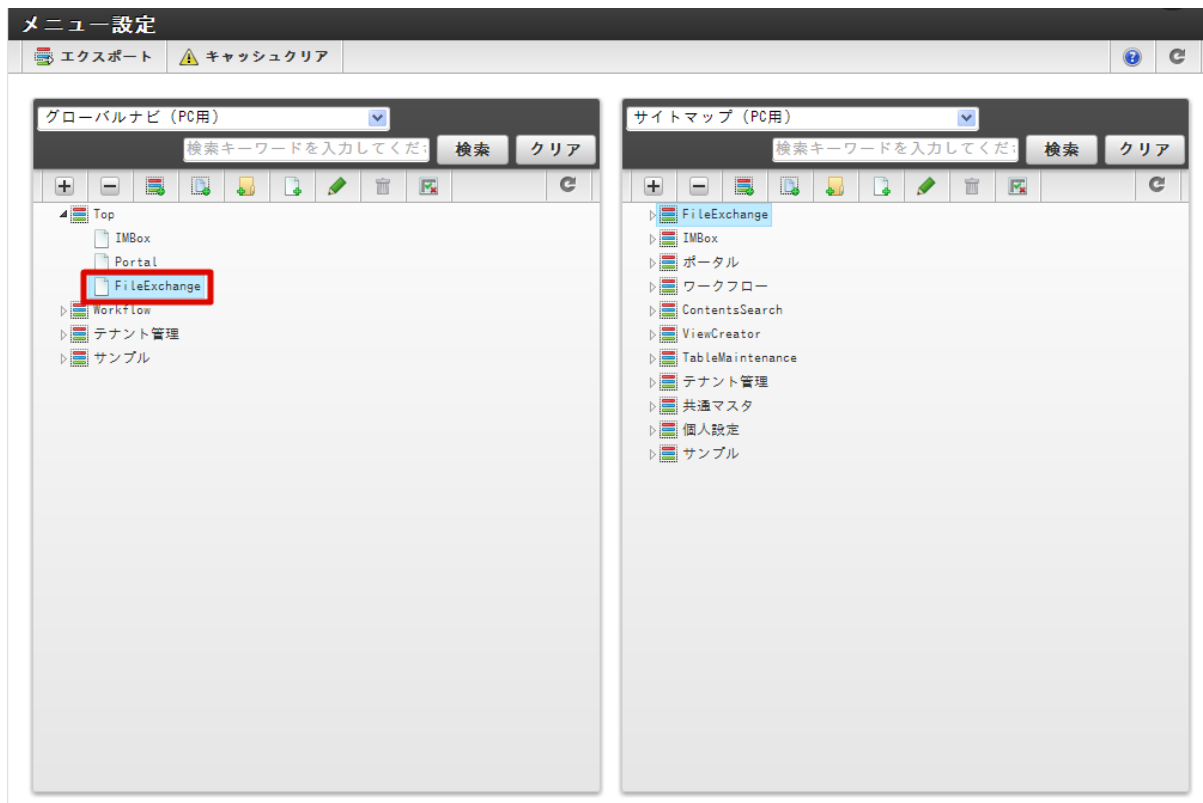 メニュー設定
エクスポート キャッシュクリア
グローバルナビ (PC用)
検索キーワードを入力してくだ 検索 クリア
Top
IMBox
Portal
FileExchange
Workflow
テナント管理
サンプル
サイトマップ (PC用)
検索キーワードを入力してくだ 検索 クリア
FileExchange
IMBox
ポータル
ワークフロー
ContentsSearch
ViewCreator
TableMaintenance
テナント管理
共通マスタ
個人設定
サンプル